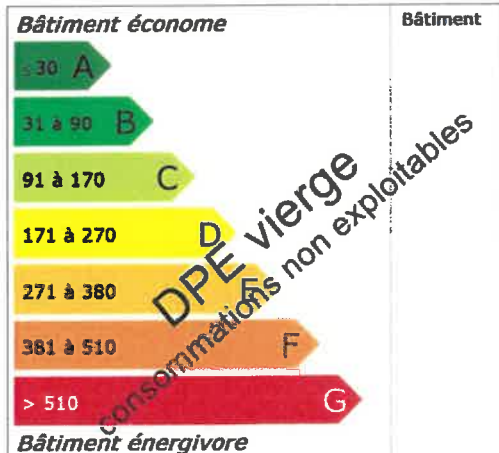 Bâtiment économe
Bâtiment
≤30 A
31 à 90 B
91 à 170 C
171 à 270 D
271 à 380 E
381 à 510 F
> 510 G
Bâtiment énergivore
DPE vierge
consommations non exploitables